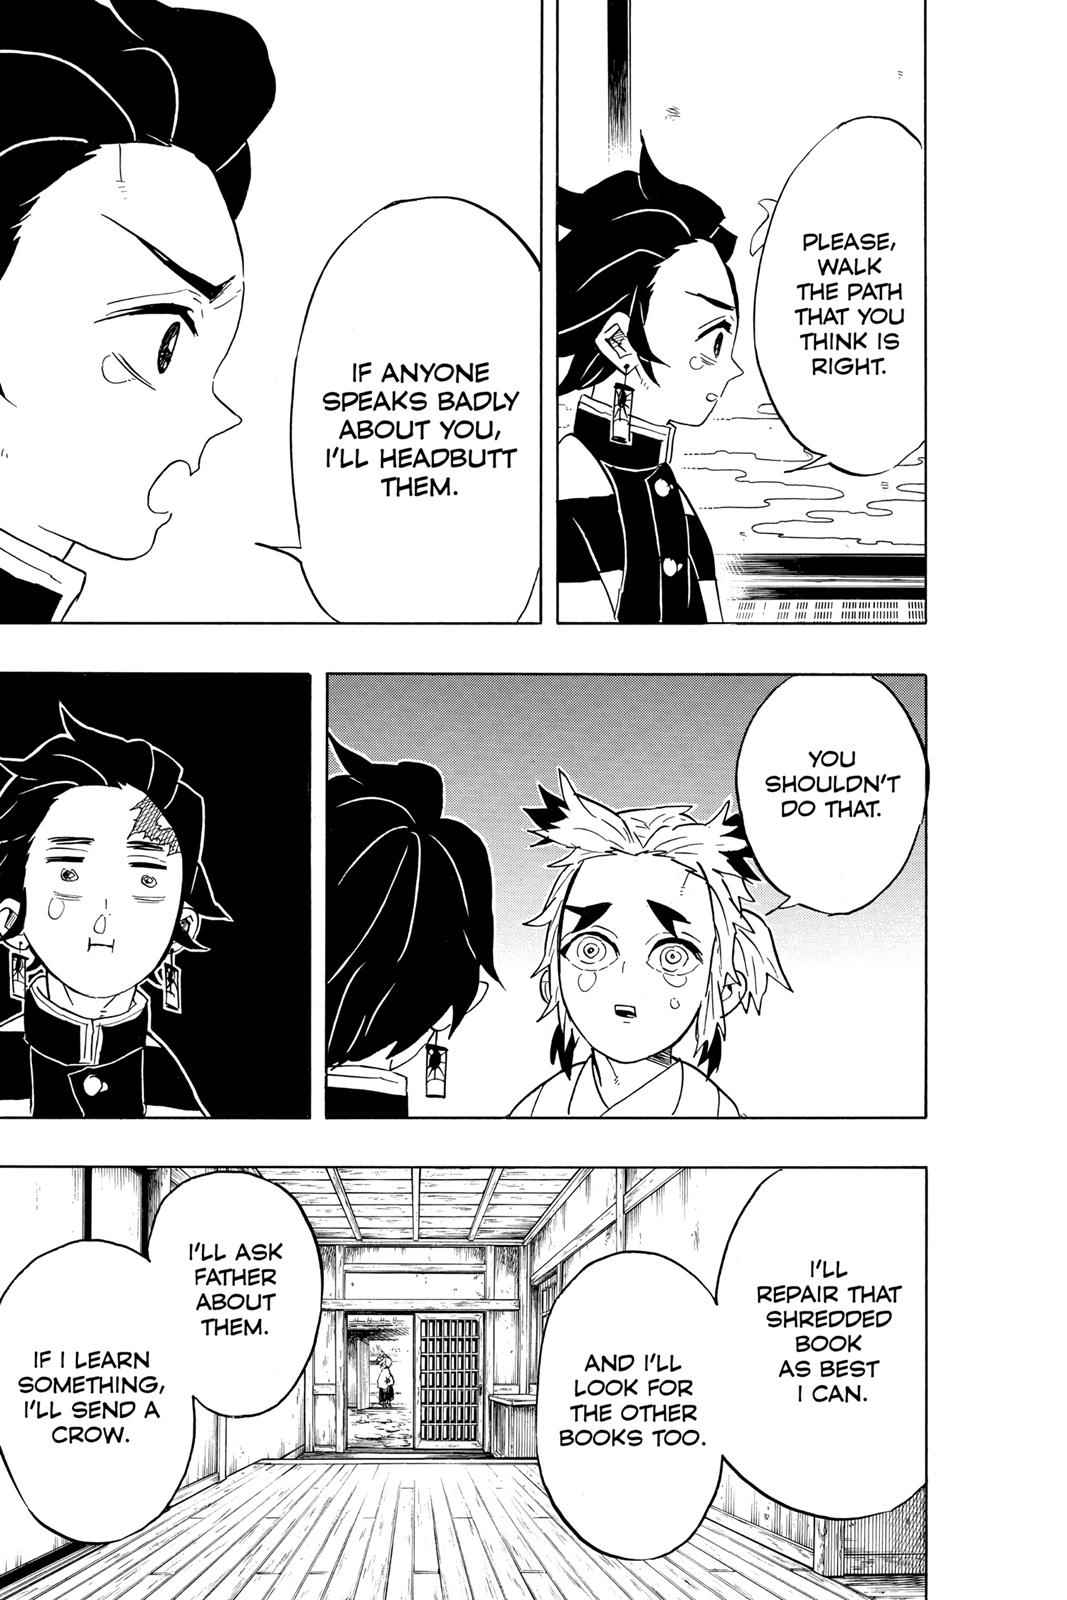 PLEASE,
WALK
THE PATH
THAT YOU
THINK IS
RIGHT.
IF ANYONE
SPEAKS BADLY
ABOUT YOU,
I'LL HEADBUTT
THEM.
YOU
SHOULDN'T
DO THAT.
I'LL
REPAIR THAT
SHREDDED
BOOK
AS BEST
I CAN.
AND I'LL
LOOK FOR
THE OTHER
BOOKS TOO.
I'LL ASK
FATHER
ABOUT
THEM.
IF I LEARN
SOMETHING,
I'LL SEND A
CROW.